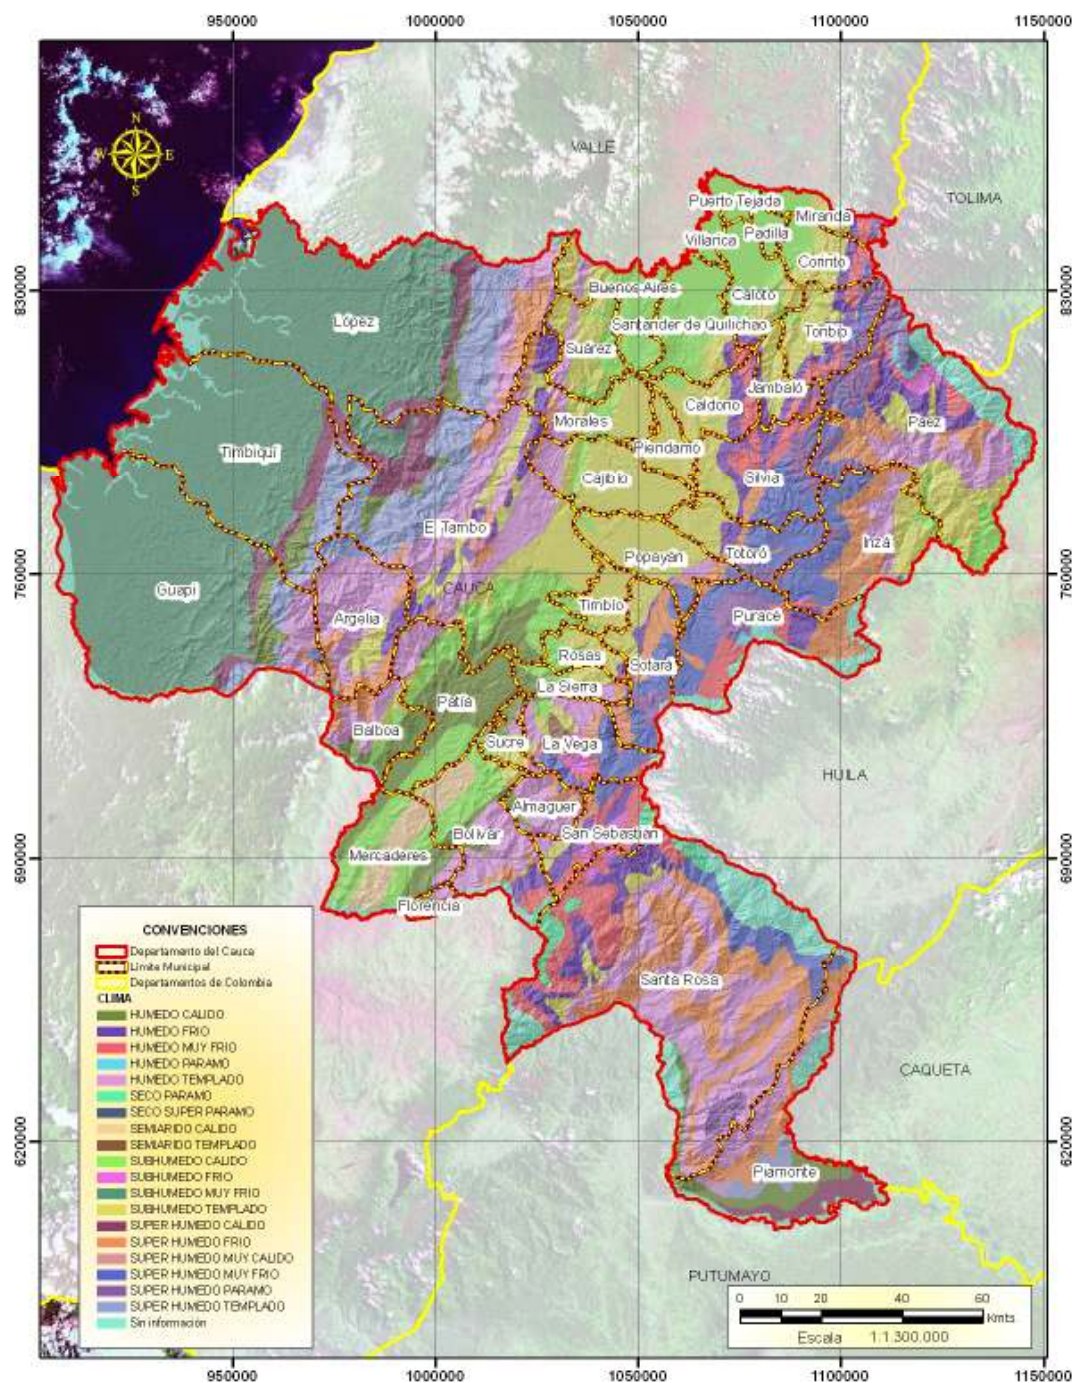 950000 1000000 1050000 1100000 1150000
N
W E
S
VALLE
TOLIMA
Puerto Tejada
Miranda
Villarica
Padilla
Corinto
830000
Buenos Aires
Caloto
830000
López
Santander de Quilichao
Toribio
Suárez
Jambaló
Caldono
Morales
Páez
Timbiquí
Piendamó
Cajibío
Silvia
El Tambo
Inzá
Popayán
Totoró
760000
CAUCA
760000
Guapi
Timbío
Argelia
Puracé
Rosas
Sotará
La Sierra
Patía
Balboa
Sucre
La Vega
HUILA
Almaguer
Bolívar
San Sebastián
Mercaderes
690000
690000
Florencia
Santa Rosa
CAQUETA
620000
620000
Piamonte
PUTUMAYO
CONVENCIONES
Departamento del Cauca
Límite Municipal
Departamentos de Colombia
CLIMA
HUMEDO CALIDO
HUMEDO FRIO
HUMEDO MUY FRIO
HUMEDO PARAMO
HUMEDO TEMPLADO
SECO PARAMO
SECO SUPER PARAMO
SEMIARIDO CALIDO
SEMIARIDO TEMPLADO
SUBHUMEDO CALIDO
SUBHUMEDO FRIO
SUBHUMEDO MUY FRIO
SUBHUMEDO TEMPLADO
SUPER HUMEDO CALIDO
SUPER HUMEDO FRIO
SUPER HUMEDO MUY CALIDO
SUPER HUMEDO MUY FRIO
SUPER HUMEDO PARAMO
SUPER HUMEDO TEMPLADO
Sin información
0 10 20 40 60
Kmts
Escala 1:1.300.000
950000 1000000 1050000 1100000 1150000